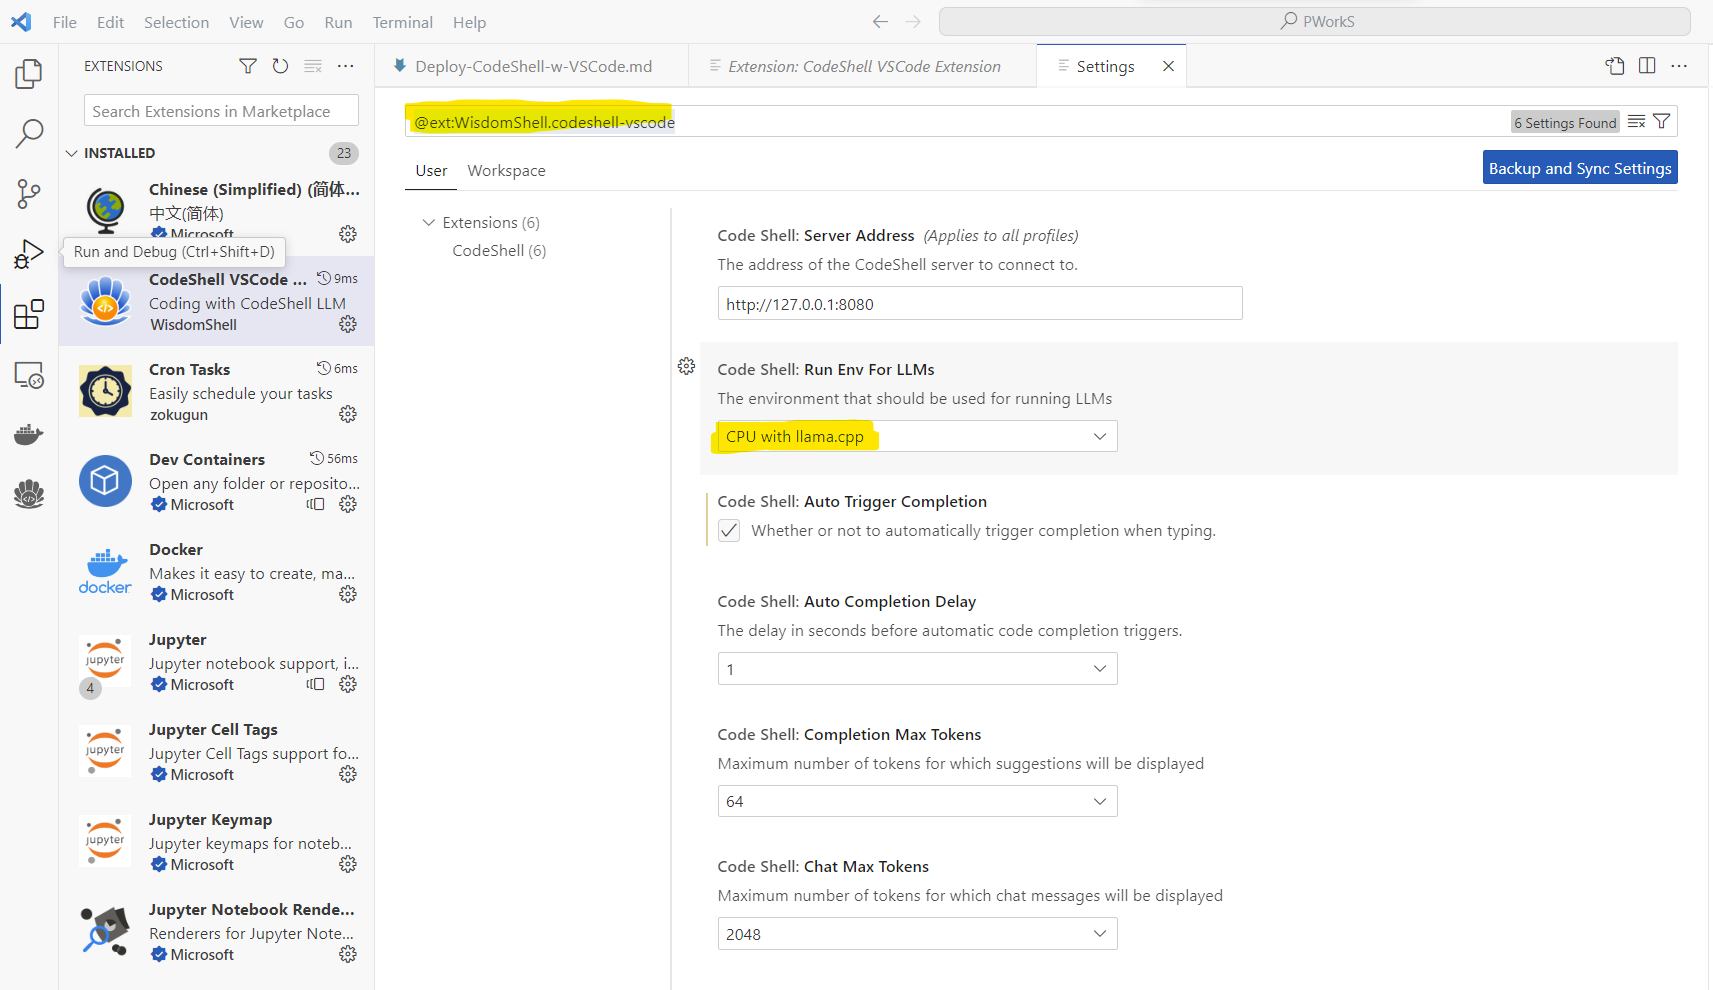 File Edit Selection View Go Run Terminal Help
PWorkS
EXTENSIONS
Deploy-CodeShell-w-VSCode.md
Extension: CodeShell VSCode Extension
Settings
Search Extensions in Marketplace
@ext:WisdomShell.codeshell-vscode
6 Settings Found
INSTALLED
23
User
Workspace
Backup and Sync Settings
Chinese (Simplified) (简体...
中文(简体)
Microsoft
Run and Debug (Ctrl+Shift+D)
CodeShell VSCode ...
9ms
Coding with CodeShell LLM
WisdomShell
Cron Tasks
6ms
Easily schedule your tasks
zokugun
Dev Containers
56ms
Open any folder or reposito...
Microsoft
docker
Docker
Makes it easy to create, ma...
Microsoft
jupyter
4
Jupyter
Jupyter notebook support, i...
Microsoft
jupyter
Jupyter Cell Tags
Jupyter Cell Tags support fo...
Microsoft
jupyter
Jupyter Keymap
Jupyter keymaps for noteb...
Microsoft
Jupyter Notebook Rende...
Renderers for Jupyter Note...
Microsoft
Extensions (6)
CodeShell (6)
Code Shell: Server Address (Applies to all profiles)
The address of the CodeShell server to connect to.
http://127.0.0.1:8080
Code Shell: Run Env For LLMs
The environment that should be used for running LLMs
CPU with llama.cpp
Code Shell: Auto Trigger Completion
Whether or not to automatically trigger completion when typing.
Code Shell: Auto Completion Delay
The delay in seconds before automatic code completion triggers.
1
Code Shell: Completion Max Tokens
Maximum number of tokens for which suggestions will be displayed
64
Code Shell: Chat Max Tokens
Maximum number of tokens for which chat messages will be displayed
2048